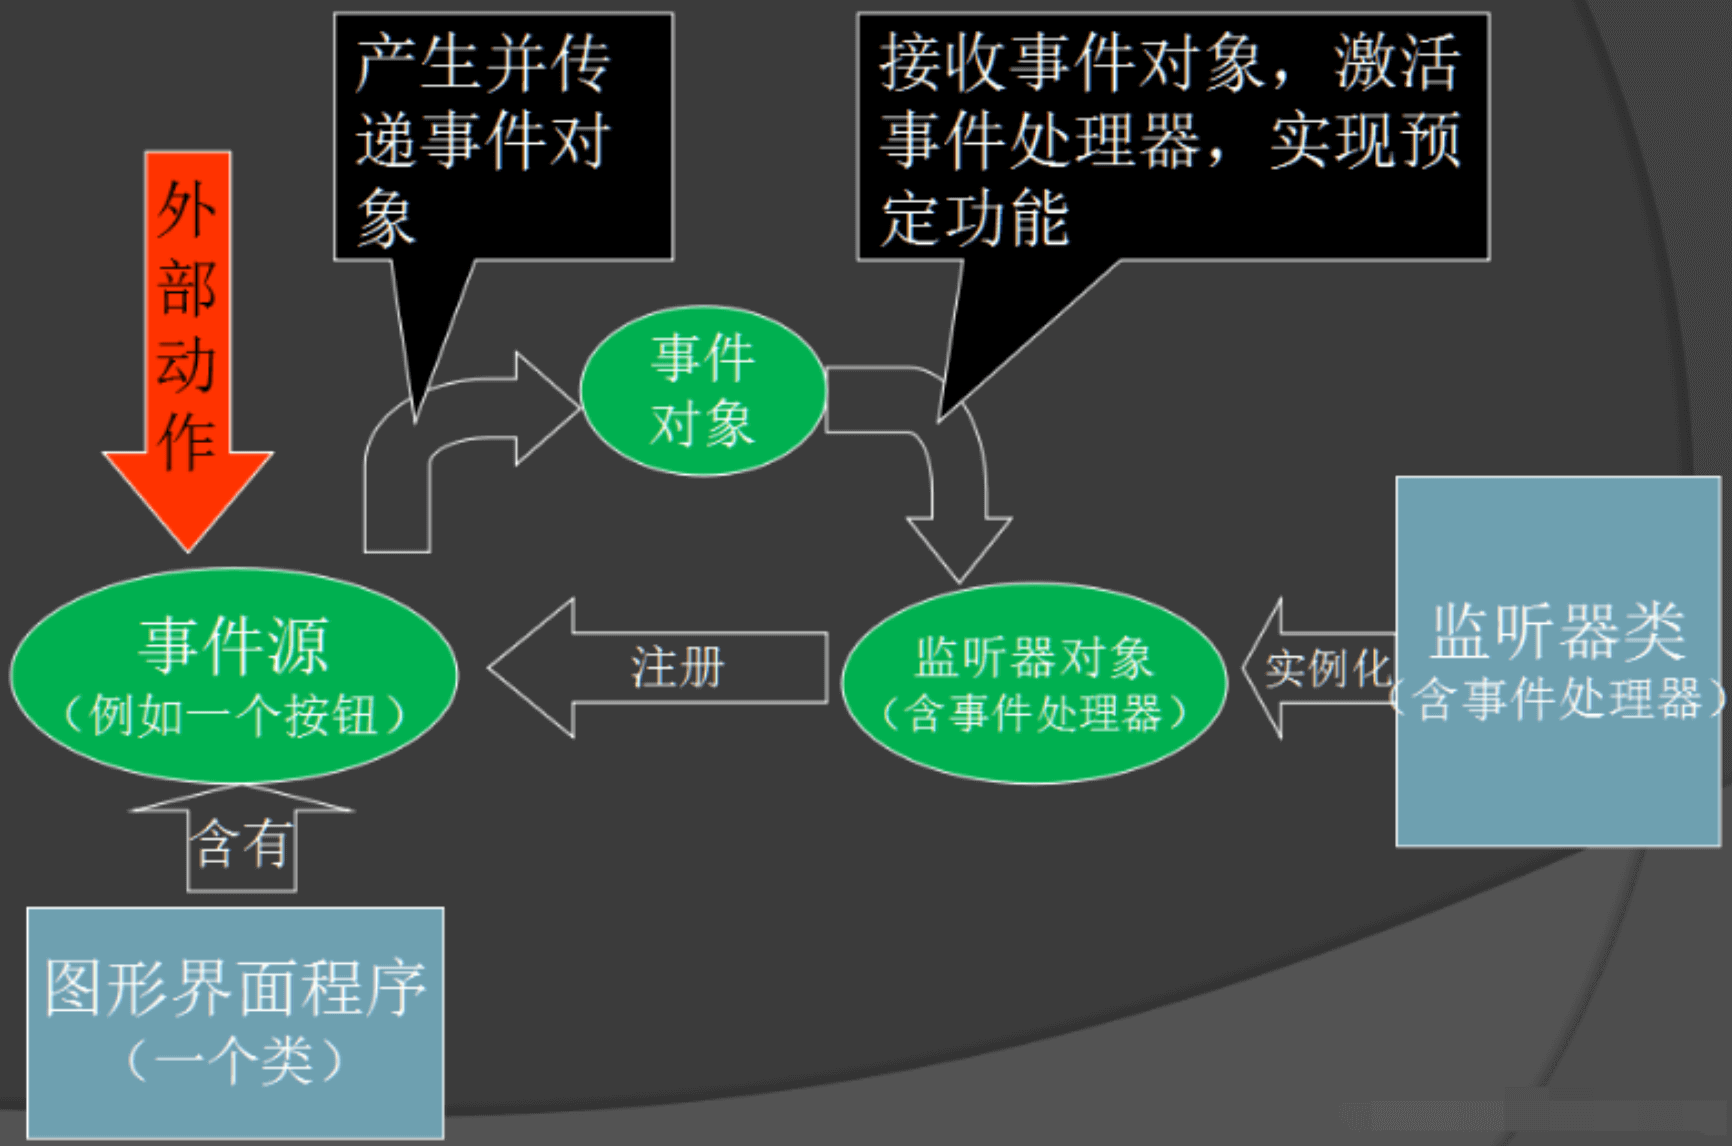 产生并传
递事件对
象
接收事件对象，激活
事件处理器，实现预
定功能
外
部
动
作
事件
对象
事件源
（例如一个按钮）
注册
监听器对象
（含事件处理器）
实例化
监听器类
（含事件处理器）
含有
图形界面程序
（一个类）